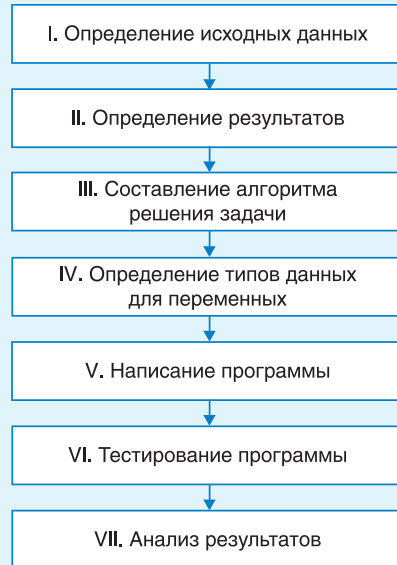 I. Определение исходных данных
II. Определение результатов
III. Составление алгоритма
решения задачи
IV. Определение типов данных
для переменных
V. Написание программы
VI. Тестирование программы
VII. Анализ результатов